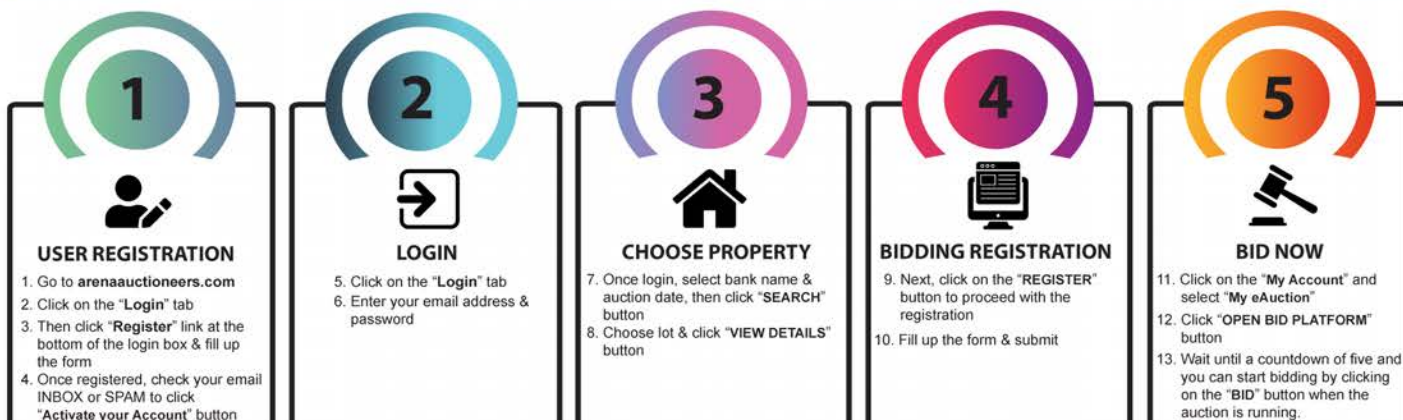 1
USER REGISTRATION
1. Go to arenaauctioneers.com
2. Click on the "Login" tab
3. Then click "Register" link at the
bottom of the login box & fill up
the form
4. Once registered, check your email
INBOX or SPAM to click
"Activate your Account" button
2
LOGIN
5. Click on the "Login" tab
6. Enter your email address &
password
3
CHOOSE PROPERTY
7. Once login, select bank name &
auction date, then click "SEARCH"
button
8. Choose lot & click "VIEW DETAILS"
button
4
BIDDING REGISTRATION
9. Next, click on the "REGISTER"
button to proceed with the
registration
10. Fill up the form & submit
5
BID NOW
11. Click on the "My Account" and
select "My eAuction"
12. Click "OPEN BID PLATFORM"
button
13. Wait until a countdown of five and
you can start bidding by clicking
on the "BID" button when the
auction is running.